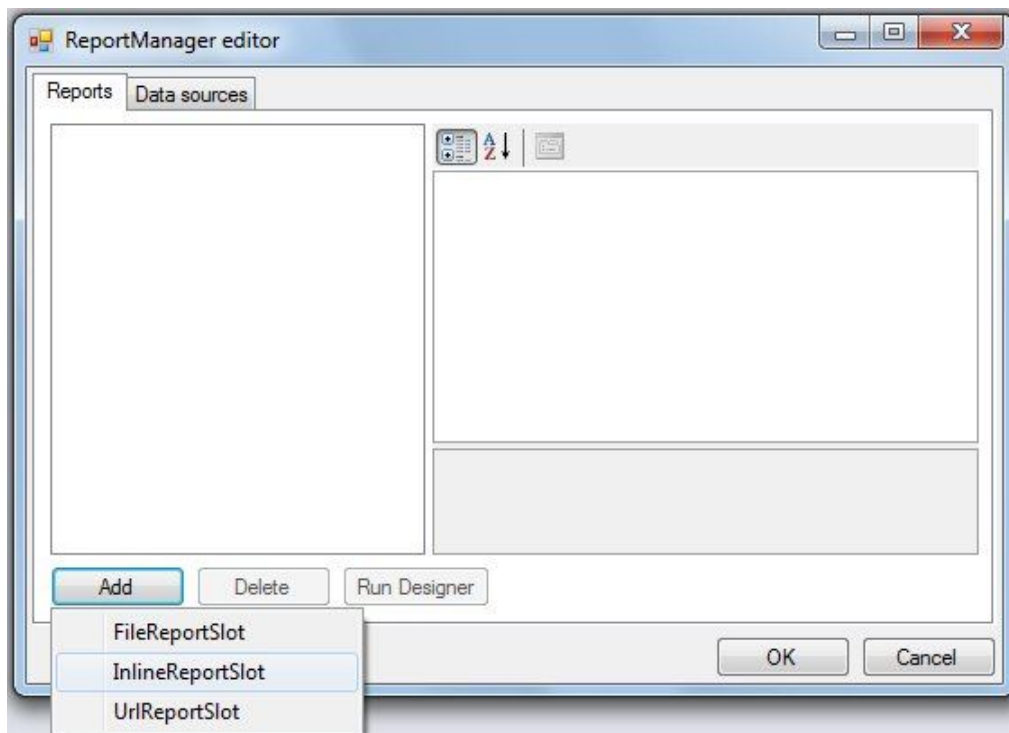 ReportManager editor
Reports Data sources
A
Z
Add Delete Run Designer
FileReportSlot
InlineReportSlot
UrlReportSlot
OK Cancel